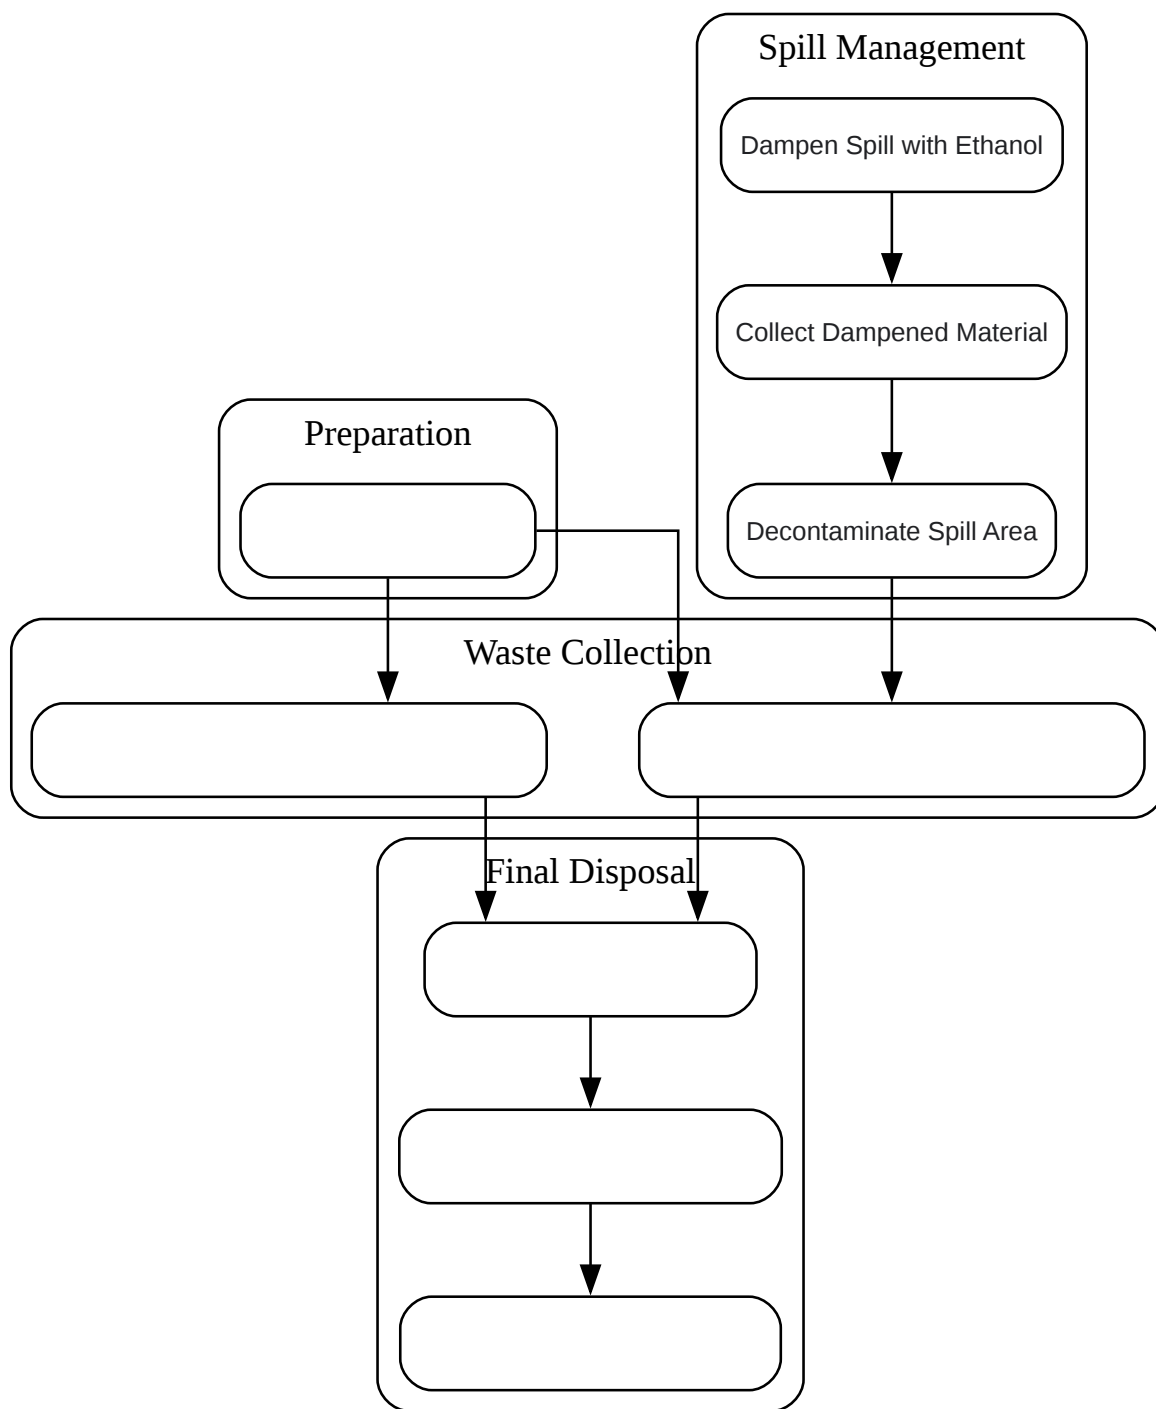 Spill Management
Dampen Spill with Ethanol
Collect Dampened Material
Preparation
Decontaminate Spill Area
Waste Collection
Final Disposal